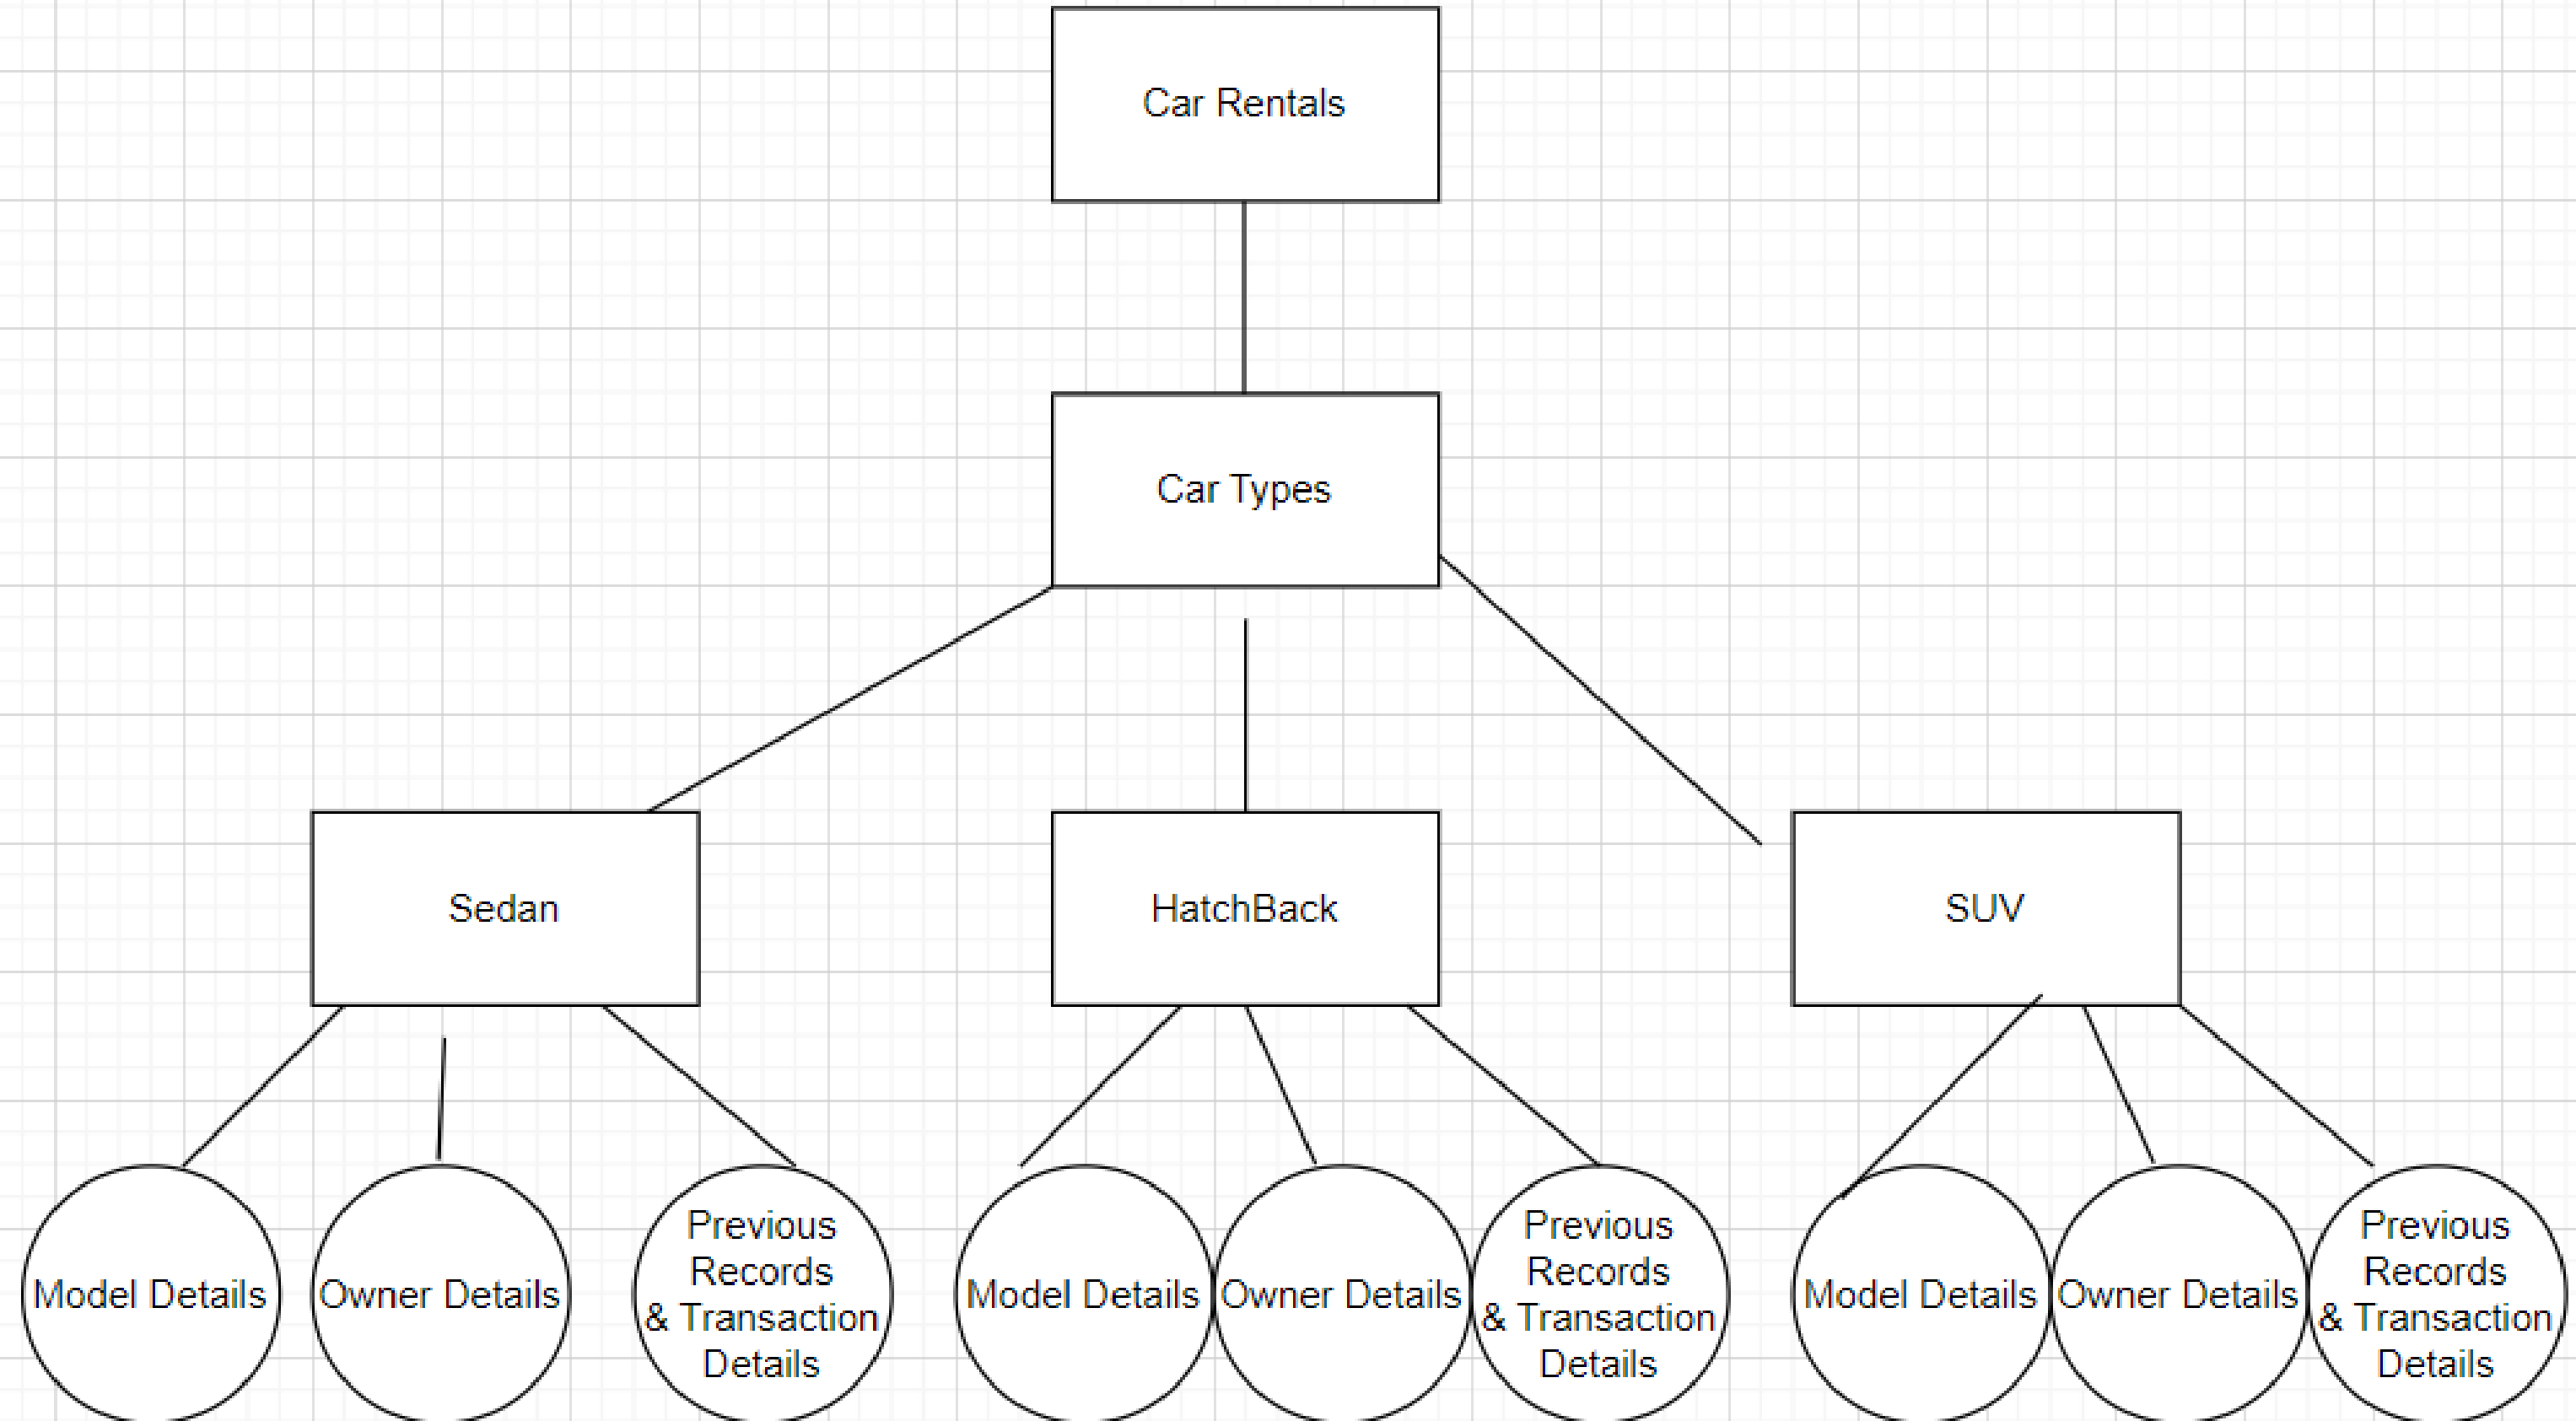 Car Rentals
Car Types
Sedan
HatchBack
SUV
Model Details
Owner Details
Previous
Records
& Transaction
Details
Model Details
Owner Details
Previous
Records
& Transaction
Details
Model Details
Owner Details
Previous
Records
& Transaction
Details